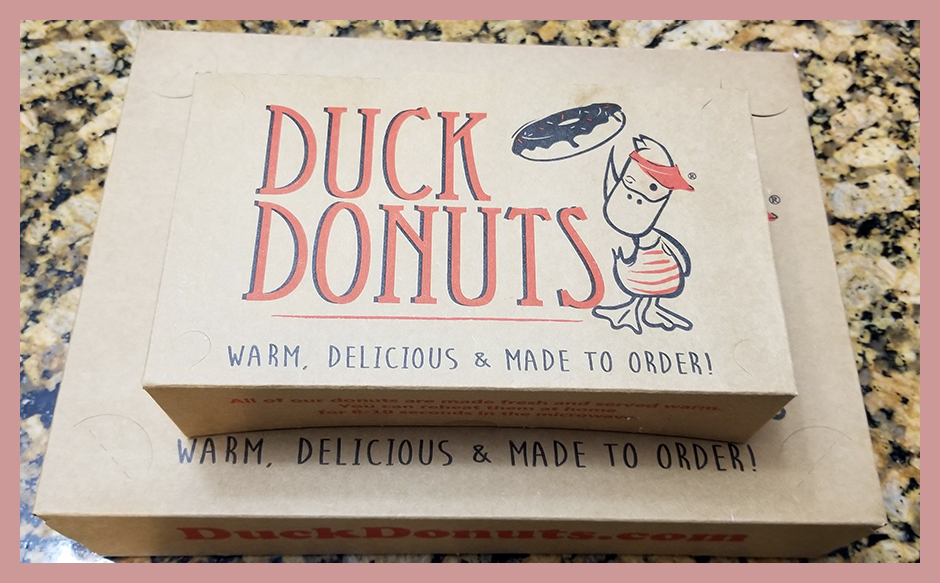 DUCK
DONUTS
®
®
WARM, DELICIOUS & MADE TO ORDER!
All of our donuts are made fresh and served warm.
You can reheat them at home
for 8-10 seconds in the microwave.
WARM, DELICIOUS & MADE TO ORDER!
DuckDonuts.com